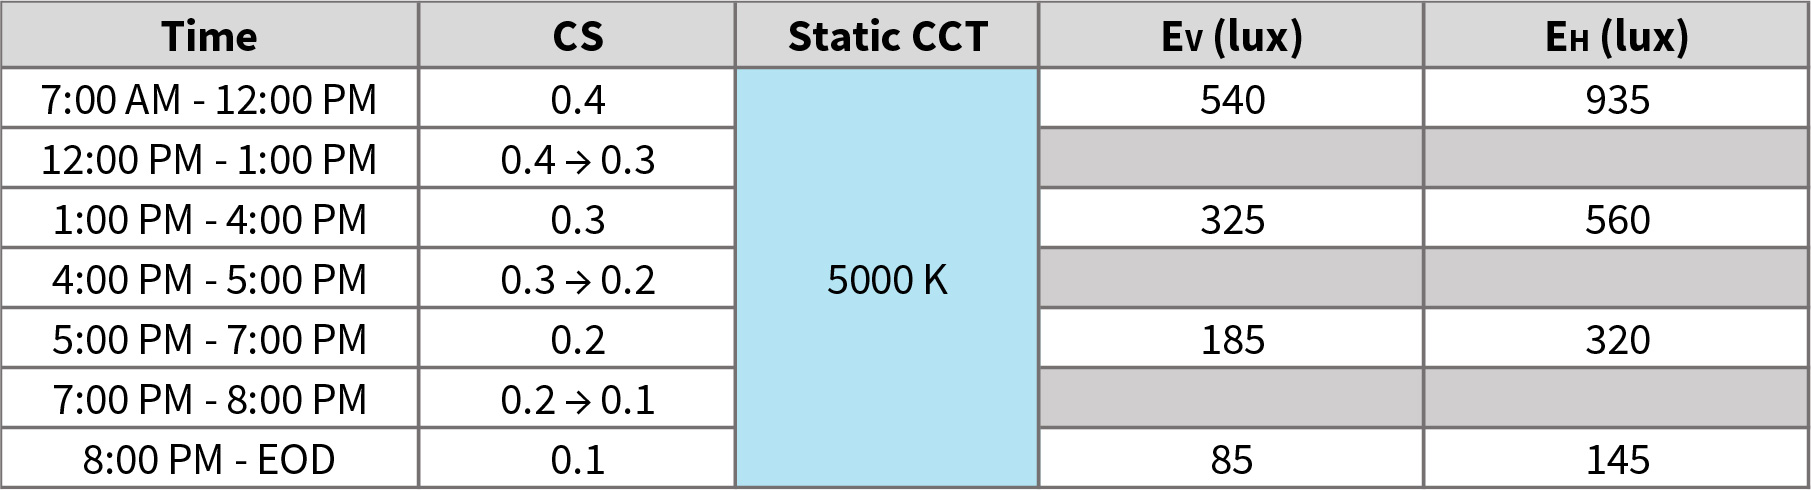 Time CS Static CCT EV (lux) EH (lux)
7:00 AM - 12:00 PM 0.4 540 935
12:00 PM - 1:00 PM 0.4 → 0.3
1:00 PM - 4:00 PM 0.3 325 560
4:00 PM - 5:00 PM 0.3 → 0.2 5000 K
5:00 PM - 7:00 PM 0.2 185 320
7:00 PM - 8:00 PM 0.2 → 0.1
8:00 PM - EOD 0.1 85 145